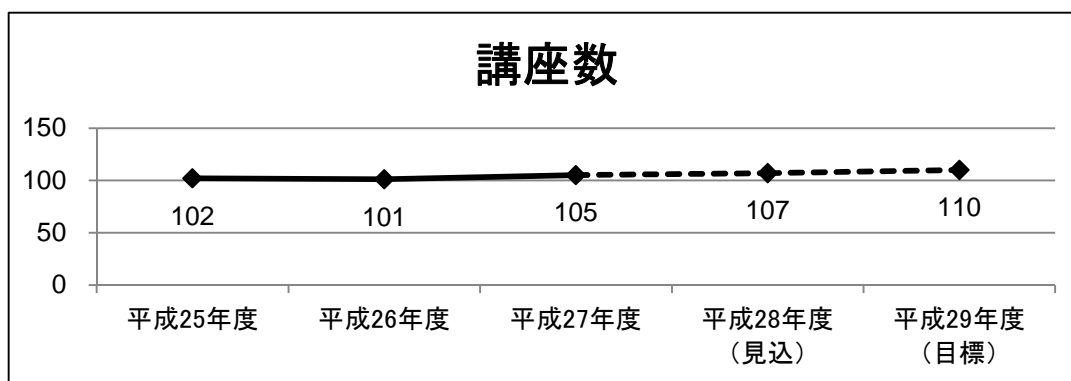 講座数
150
100
50
0
102
101
105
107
110
平成25年度
平成26年度
平成27年度
平成28年度
（見込）
平成29年度
（目標）